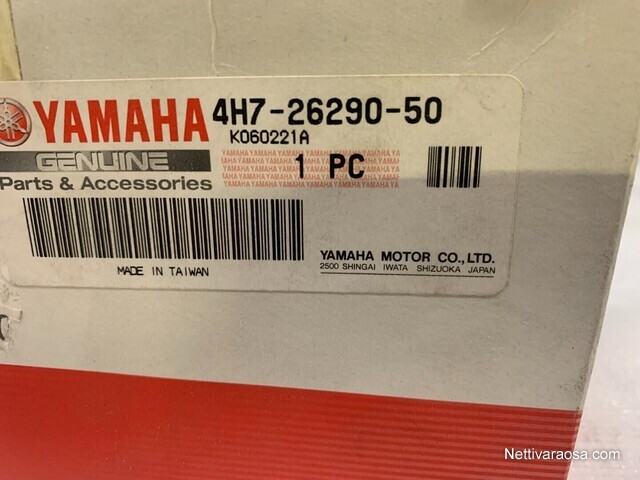 YAMAHA 4H7-26290-50
K060221A
GENUINE
Parts & Accessories
1 PC
MADE IN TAIWAN
YAMAHA MOTOR CO., LTD.
2500 SHINGAI IWATA SHIZUOKA JAPAN
Nettivaraosa.com